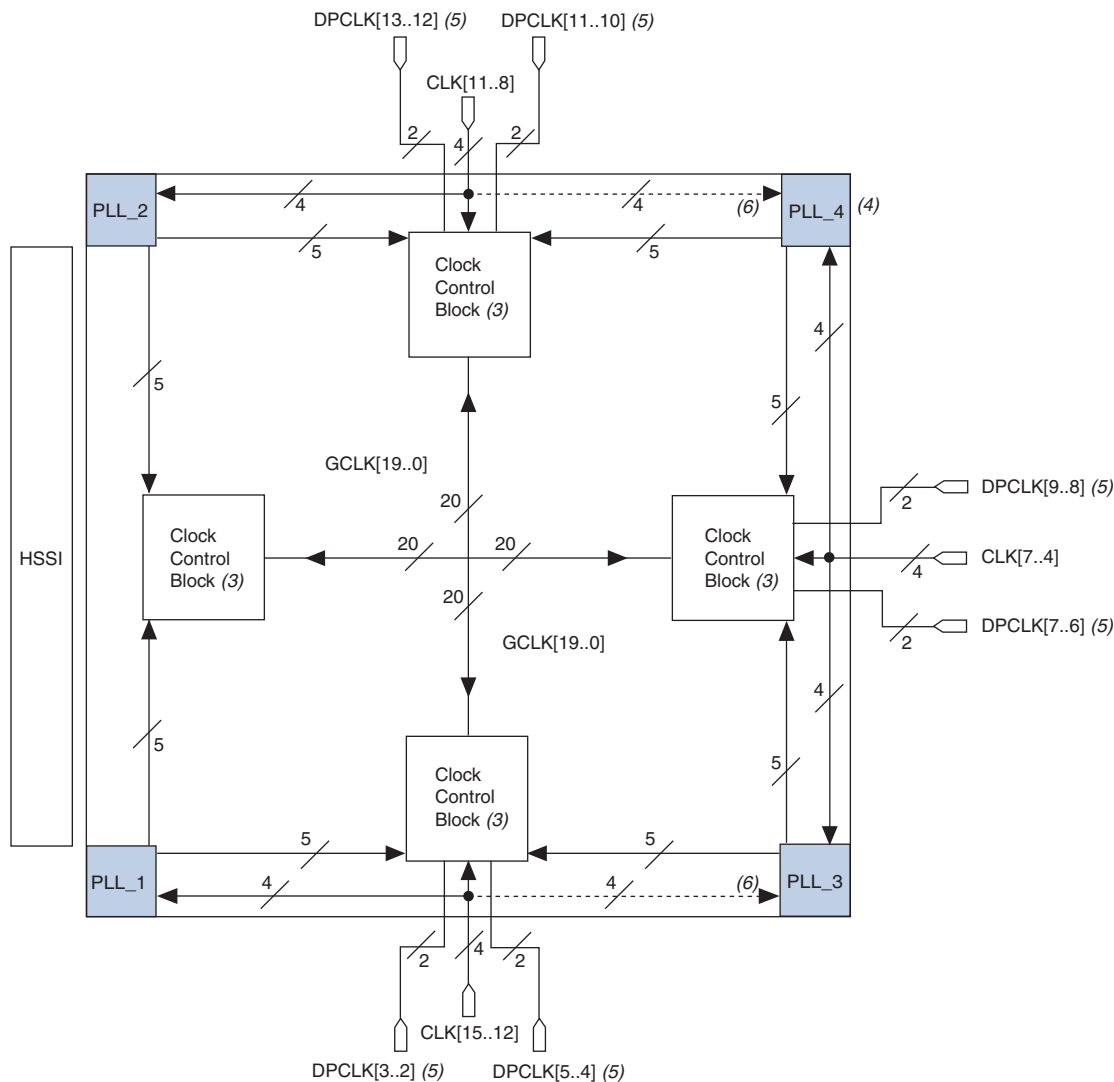 DPCLK[13..12] (5)
DPCLK[11..10] (5)
CLK[11..8]
2
4
2
PLL_2
4
4
(6)
PLL_4
(4)
5
5
Clock
Control
Block (3)
4
5
5
GCLK[19..0]
20
DPCLK[9..8] (5)
2
HSSI
Clock
Control
Block (3)
20
20
Clock
Control
Block (3)
4
CLK[7..4]
20
DPCLK[7..6] (5)
2
GCLK[19..0]
4
5
5
Clock
Control
Block (3)
5
5
PLL_1
4
4
(6)
PLL_3
2
4
2
CLK[15..12]
DPCLK[3..2] (5)
DPCLK[5..4] (5)